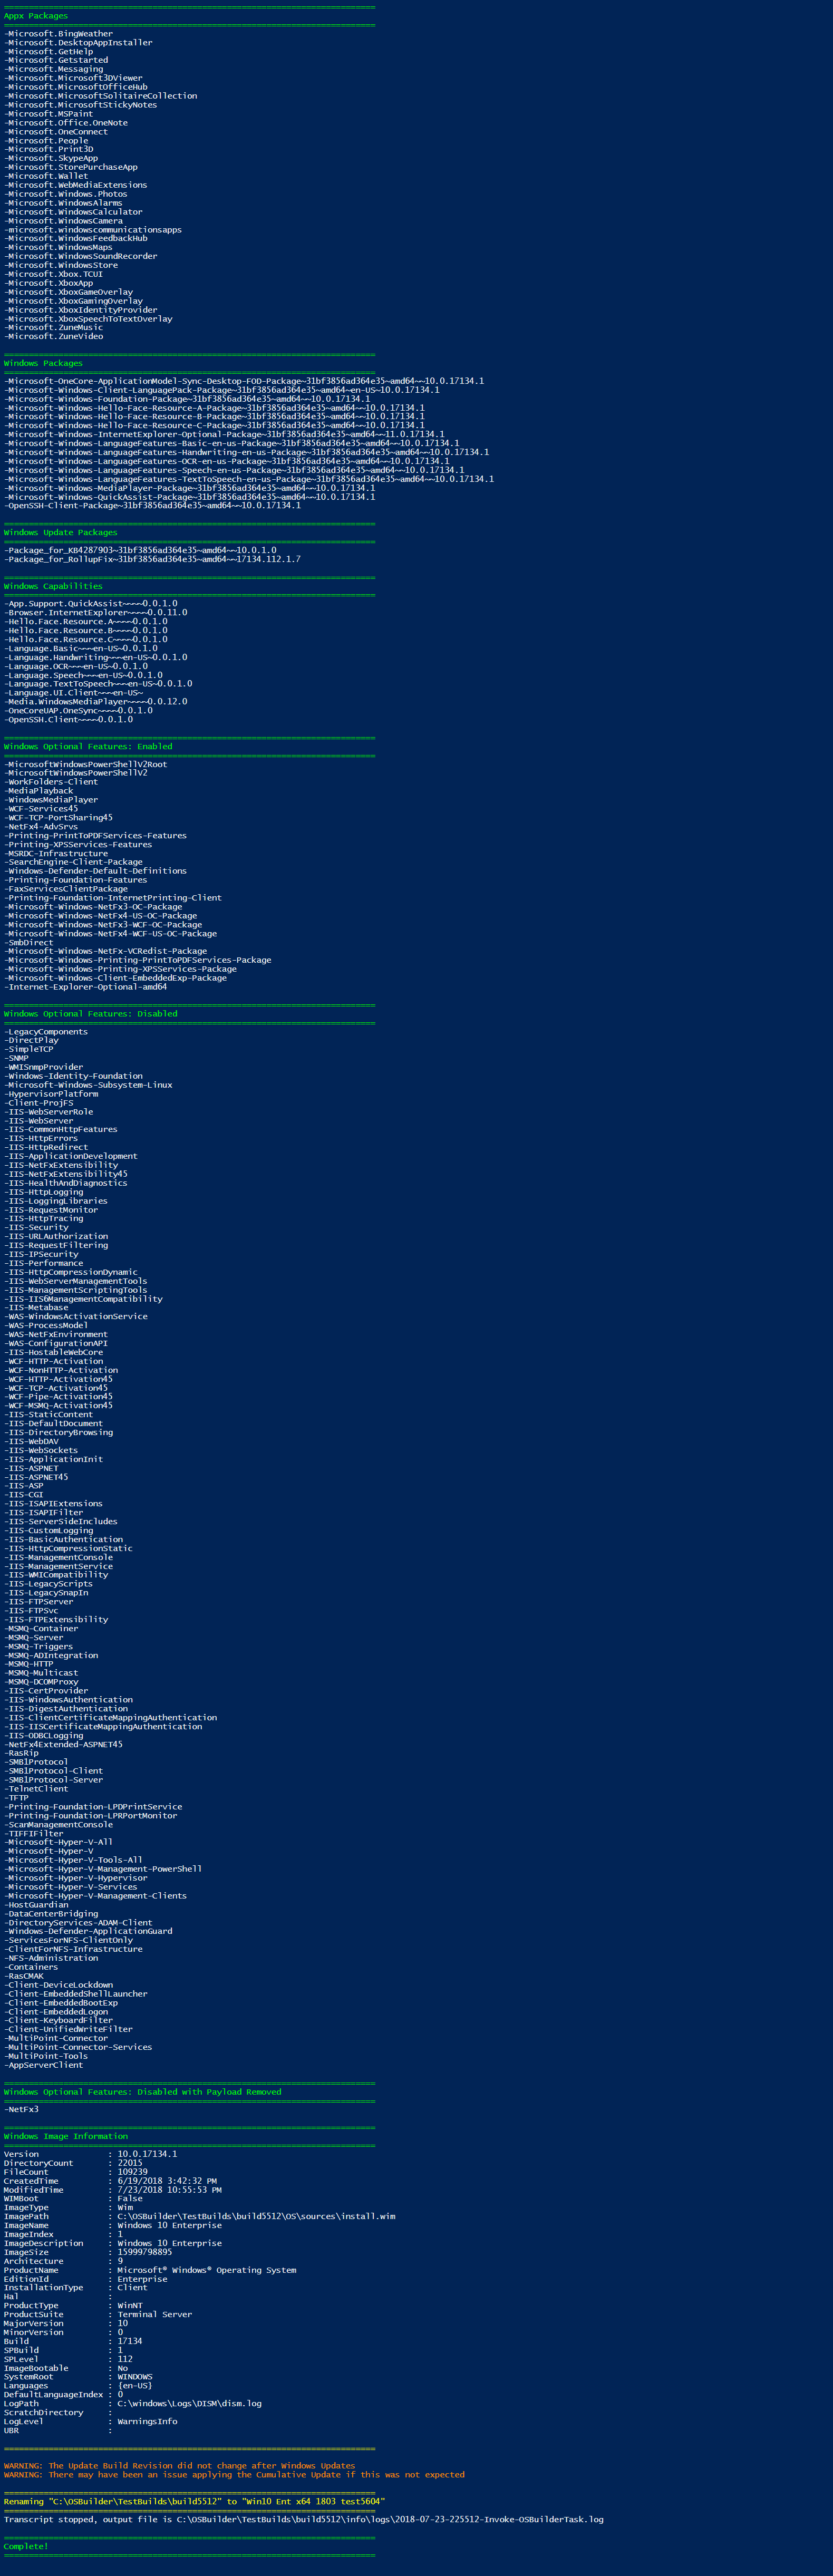 ===========================================================================
Appx Packages
===========================================================================
-Microsoft.BingWeather
-Microsoft.DesktopAppInstaller
-Microsoft.GetHelp
-Microsoft.Getstarted
-Microsoft.Messaging
-Microsoft.Microsoft3DViewer
-Microsoft.MicrosoftOfficeHub
-Microsoft.MicrosoftSolitaireCollection
-Microsoft.MicrosoftStickyNotes
-Microsoft.MSPaint
-Microsoft.Office.OneNote
-Microsoft.OneConnect
-Microsoft.People
-Microsoft.Print3D
-Microsoft.SkypeApp
-Microsoft.StorePurchaseApp
-Microsoft.Wallet
-Microsoft.WebMediaExtensions
-Microsoft.Windows.Photos
-Microsoft.WindowsAlarms
-Microsoft.WindowsCalculator
-Microsoft.WindowsCamera
-microsoft.windowscommunicationsapps
-Microsoft.WindowsFeedbackHub
-Microsoft.WindowsMaps
-Microsoft.WindowsSoundRecorder
-Microsoft.WindowsStore
-Microsoft.Xbox.TCUI
-Microsoft.XboxApp
-Microsoft.XboxGameOverlay
-Microsoft.XboxGamingOverlay
-Microsoft.XboxIdentityProvider
-Microsoft.XboxSpeechToTextOverlay
-Microsoft.ZuneMusic
-Microsoft.ZuneVideo
===========================================================================
Windows Packages
===========================================================================
-Microsoft-OneCore-ApplicationModel-Sync-Desktop-FOD-Package~31bf3856ad364e35~amd64~~10.0.17134.1
-Microsoft-Windows-Client-LanguagePack-Package~31bf3856ad364e35~amd64~en-US~10.0.17134.1
-Microsoft-Windows-Foundation-Package~31bf3856ad364e35~amd64~~10.0.17134.1
-Microsoft-Windows-Hello-Face-Resource-A-Package~31bf3856ad364e35~amd64~~10.0.17134.1
-Microsoft-Windows-Hello-Face-Resource-B-Package~31bf3856ad364e35~amd64~~10.0.17134.1
-Microsoft-Windows-Hello-Face-Resource-C-Package~31bf3856ad364e35~amd64~~10.0.17134.1
-Microsoft-Windows-InternetExplorer-Optional-Package~31bf3856ad364e35~amd64~~11.0.17134.1
-Microsoft-Windows-LanguageFeatures-Basic-en-us-Package~31bf3856ad364e35~amd64~~10.0.17134.1
-Microsoft-Windows-LanguageFeatures-Handwriting-en-us-Package~31bf3856ad364e35~amd64~~10.0.17134.1
-Microsoft-Windows-LanguageFeatures-OCR-en-us-Package~31bf3856ad364e35~amd64~~10.0.17134.1
-Microsoft-Windows-LanguageFeatures-Speech-en-us-Package~31bf3856ad364e35~amd64~~10.0.17134.1
-Microsoft-Windows-LanguageFeatures-TextToSpeech-en-us-Package~31bf3856ad364e35~amd64~~10.0.17134.1
-Microsoft-Windows-MediaPlayer-Package~31bf3856ad364e35~amd64~~10.0.17134.1
-Microsoft-Windows-QuickAssist-Package~31bf3856ad364e35~amd64~~10.0.17134.1
-OpenSSH-Client-Package~31bf3856ad364e35~amd64~~10.0.17134.1
===========================================================================
Windows Update Packages
===========================================================================
-Package_for_KB4287903~31bf3856ad364e35~amd64~~10.0.1.0
-Package_for_RollupFix~31bf3856ad364e35~amd64~~17134.112.1.7
===========================================================================
Windows Capabilities
===========================================================================
-App.Support.QuickAssist~~~~0.0.1.0
-Browser.InternetExplorer~~~~0.0.11.0
-Hello.Face.Resource.A~~~~0.0.1.0
-Hello.Face.Resource.B~~~~0.0.1.0
-Hello.Face.Resource.C~~~~0.0.1.0
-Language.Basic~~~en-US~0.0.1.0
-Language.Handwriting~~~en-US~0.0.1.0
-Language.OCR~~~en-US~0.0.1.0
-Language.Speech~~~en-US~0.0.1.0
-Language.TextToSpeech~~~en-US~0.0.1.0
-Language.UI.Client~~~en-US~
-Media.WindowsMediaPlayer~~~~0.0.12.0
-OneCoreUAP.OneSync~~~~0.0.1.0
-OpenSSH.Client~~~~0.0.1.0
===========================================================================
Windows Optional Features: Enabled
===========================================================================
-MicrosoftWindowsPowerShellV2Root
-MicrosoftWindowsPowerShellV2
-WorkFolders-Client
-MediaPlayback
-WindowsMediaPlayer
-WCF-Services45
-WCF-TCP-PortSharing45
-NetFx4-AdvSrvs
-Printing-PrintToPDFServices-Features
-Printing-XPSServices-Features
-MSRDC-Infrastructure
-SearchEngine-Client-Package
-Windows-Defender-Default-Definitions
-Printing-Foundation-Features
-FaxServicesClientPackage
-Printing-Foundation-InternetPrinting-Client
-Microsoft-Windows-NetFx3-OC-Package
-Microsoft-Windows-NetFx4-US-OC-Package
-Microsoft-Windows-NetFx3-WCF-OC-Package
-Microsoft-Windows-NetFx4-WCF-US-OC-Package
-SmbDirect
-Microsoft-Windows-NetFx-VCRedist-Package
-Microsoft-Windows-Printing-PrintToPDFServices-Package
-Microsoft-Windows-Printing-XPSServices-Package
-Microsoft-Windows-Client-EmbeddedExp-Package
-Internet-Explorer-Optional-amd64
===========================================================================
Windows Optional Features: Disabled
===========================================================================
-LegacyComponents
-DirectPlay
-SimpleTCP
-SNMP
-WMISnmpProvider
-Windows-Identity-Foundation
-Microsoft-Windows-Subsystem-Linux
-HypervisorPlatform
-Client-ProjFS
-IIS-WebServerRole
-IIS-WebServer
-IIS-CommonHttpFeatures
-IIS-HttpErrors
-IIS-HttpRedirect
-IIS-ApplicationDevelopment
-IIS-NetFxExtensibility
-IIS-NetFxExtensibility45
-IIS-HealthAndDiagnostics
-IIS-HttpLogging
-IIS-LoggingLibraries
-IIS-RequestMonitor
-IIS-HttpTracing
-IIS-Security
-IIS-URLAuthorization
-IIS-RequestFiltering
-IIS-IPSecurity
-IIS-Performance
-IIS-HttpCompressionDynamic
-IIS-WebServerManagementTools
-IIS-ManagementScriptingTools
-IIS-IIS6ManagementCompatibility
-IIS-Metabase
-WAS-WindowsActivationService
-WAS-ProcessModel
-WAS-NetFxEnvironment
-WAS-ConfigurationAPI
-IIS-HostableWebCore
-WCF-HTTP-Activation
-WCF-NonHTTP-Activation
-WCF-HTTP-Activation45
-WCF-TCP-Activation45
-WCF-Pipe-Activation45
-WCF-MSMQ-Activation45
-IIS-StaticContent
-IIS-DefaultDocument
-IIS-DirectoryBrowsing
-IIS-WebDAV
-IIS-WebSockets
-IIS-ApplicationInit
-IIS-ASPNET
-IIS-ASPNET45
-IIS-ASP
-IIS-CGI
-IIS-ISAPIExtensions
-IIS-ISAPIFilter
-IIS-ServerSideIncludes
-IIS-CustomLogging
-IIS-BasicAuthentication
-IIS-HttpCompressionStatic
-IIS-ManagementConsole
-IIS-ManagementService
-IIS-WMICompatibility
-IIS-LegacyScripts
-IIS-LegacySnapIn
-IIS-FTPServer
-IIS-FTPSvc
-IIS-FTPExtensibility
-MSMQ-Container
-MSMQ-Server
-MSMQ-Triggers
-MSMQ-ADIntegration
-MSMQ-HTTP
-MSMQ-Multicast
-MSMQ-DCOMProxy
-IIS-CertProvider
-IIS-WindowsAuthentication
-IIS-DigestAuthentication
-IIS-ClientCertificateMappingAuthentication
-IIS-IISCertificateMappingAuthentication
-IIS-ODBCLogging
-NetFx4Extended-ASPNET45
-RasRip
-SMB1Protocol
-SMB1Protocol-Client
-SMB1Protocol-Server
-TelnetClient
-TFTP
-Printing-Foundation-LPDPrintService
-Printing-Foundation-LPRPortMonitor
-ScanManagementConsole
-TIFFIFilter
-Microsoft-Hyper-V-All
-Microsoft-Hyper-V
-Microsoft-Hyper-V-Tools-All
-Microsoft-Hyper-V-Management-PowerShell
-Microsoft-Hyper-V-Hypervisor
-Microsoft-Hyper-V-Services
-Microsoft-Hyper-V-Management-Clients
-HostGuardian
-DataCenterBridging
-DirectoryServices-ADAM-Client
-Windows-Defender-ApplicationGuard
-ServicesForNFS-ClientOnly
-ClientForNFS-Infrastructure
-NFS-Administration
-Containers
-RasCMAK
-Client-DeviceLockdown
-Client-EmbeddedShellLauncher
-Client-EmbeddedBootExp
-Client-EmbeddedLogon
-Client-KeyboardFilter
-Client-UnifiedWriteFilter
-MultiPoint-Connector
-MultiPoint-Connector-Services
-MultiPoint-Tools
-AppServerClient
===========================================================================
Windows Optional Features: Disabled with Payload Removed
===========================================================================
-NetFx3
===========================================================================
Windows Image Information
===========================================================================
Version : 10.0.17134.1
DirectoryCount : 22015
FileCount : 109239
CreatedTime : 6/19/2018 3:42:32 PM
ModifiedTime : 7/23/2018 10:55:53 PM
WIMBoot : False
ImageType : Wim
ImagePath : C:\OSBuilder\TestBuilds\build5512\OS\sources\install.wim
ImageName : Windows 10 Enterprise
ImageIndex : 1
ImageDescription : Windows 10 Enterprise
ImageSize : 15999798895
Architecture : 9
ProductName : Microsoft® Windows® Operating System
EditionId : Enterprise
InstallationType : Client
Hal :
ProductType : WinNT
ProductSuite : Terminal Server
MajorVersion : 10
MinorVersion : 0
Build : 17134
SPBuild : 1
SPLevel : 112
ImageBootable : No
SystemRoot : WINDOWS
Languages : {en-US}
DefaultLanguageIndex : 0
LogPath : C:\windows\Logs\DISM\dism.log
ScratchDirectory :
LogLevel : WarningsInfo
UBR :
===========================================================================
WARNING: The Update Build Revision did not change after Windows Updates
WARNING: There may have been an issue applying the Cumulative Update if this was not expected
===========================================================================
Renaming "C:\OSBuilder\TestBuilds\build5512" to "Win10 Ent x64 1803 test5604"
===========================================================================
Transcript stopped, output file is C:\OSBuilder\TestBuilds\build5512\info\logs\2018-07-23-225512-Invoke-OSBuilderTask.log
===========================================================================
Complete!
===========================================================================